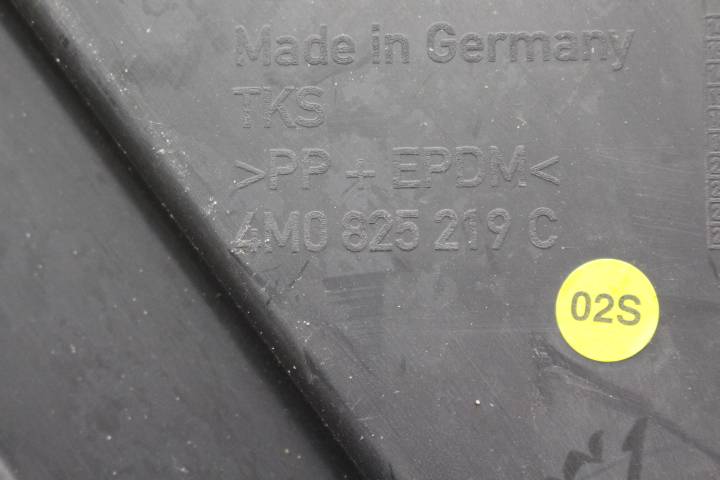 Made in Germany
TKS
>PP + EPDM<
4M0 825 219 C
02S